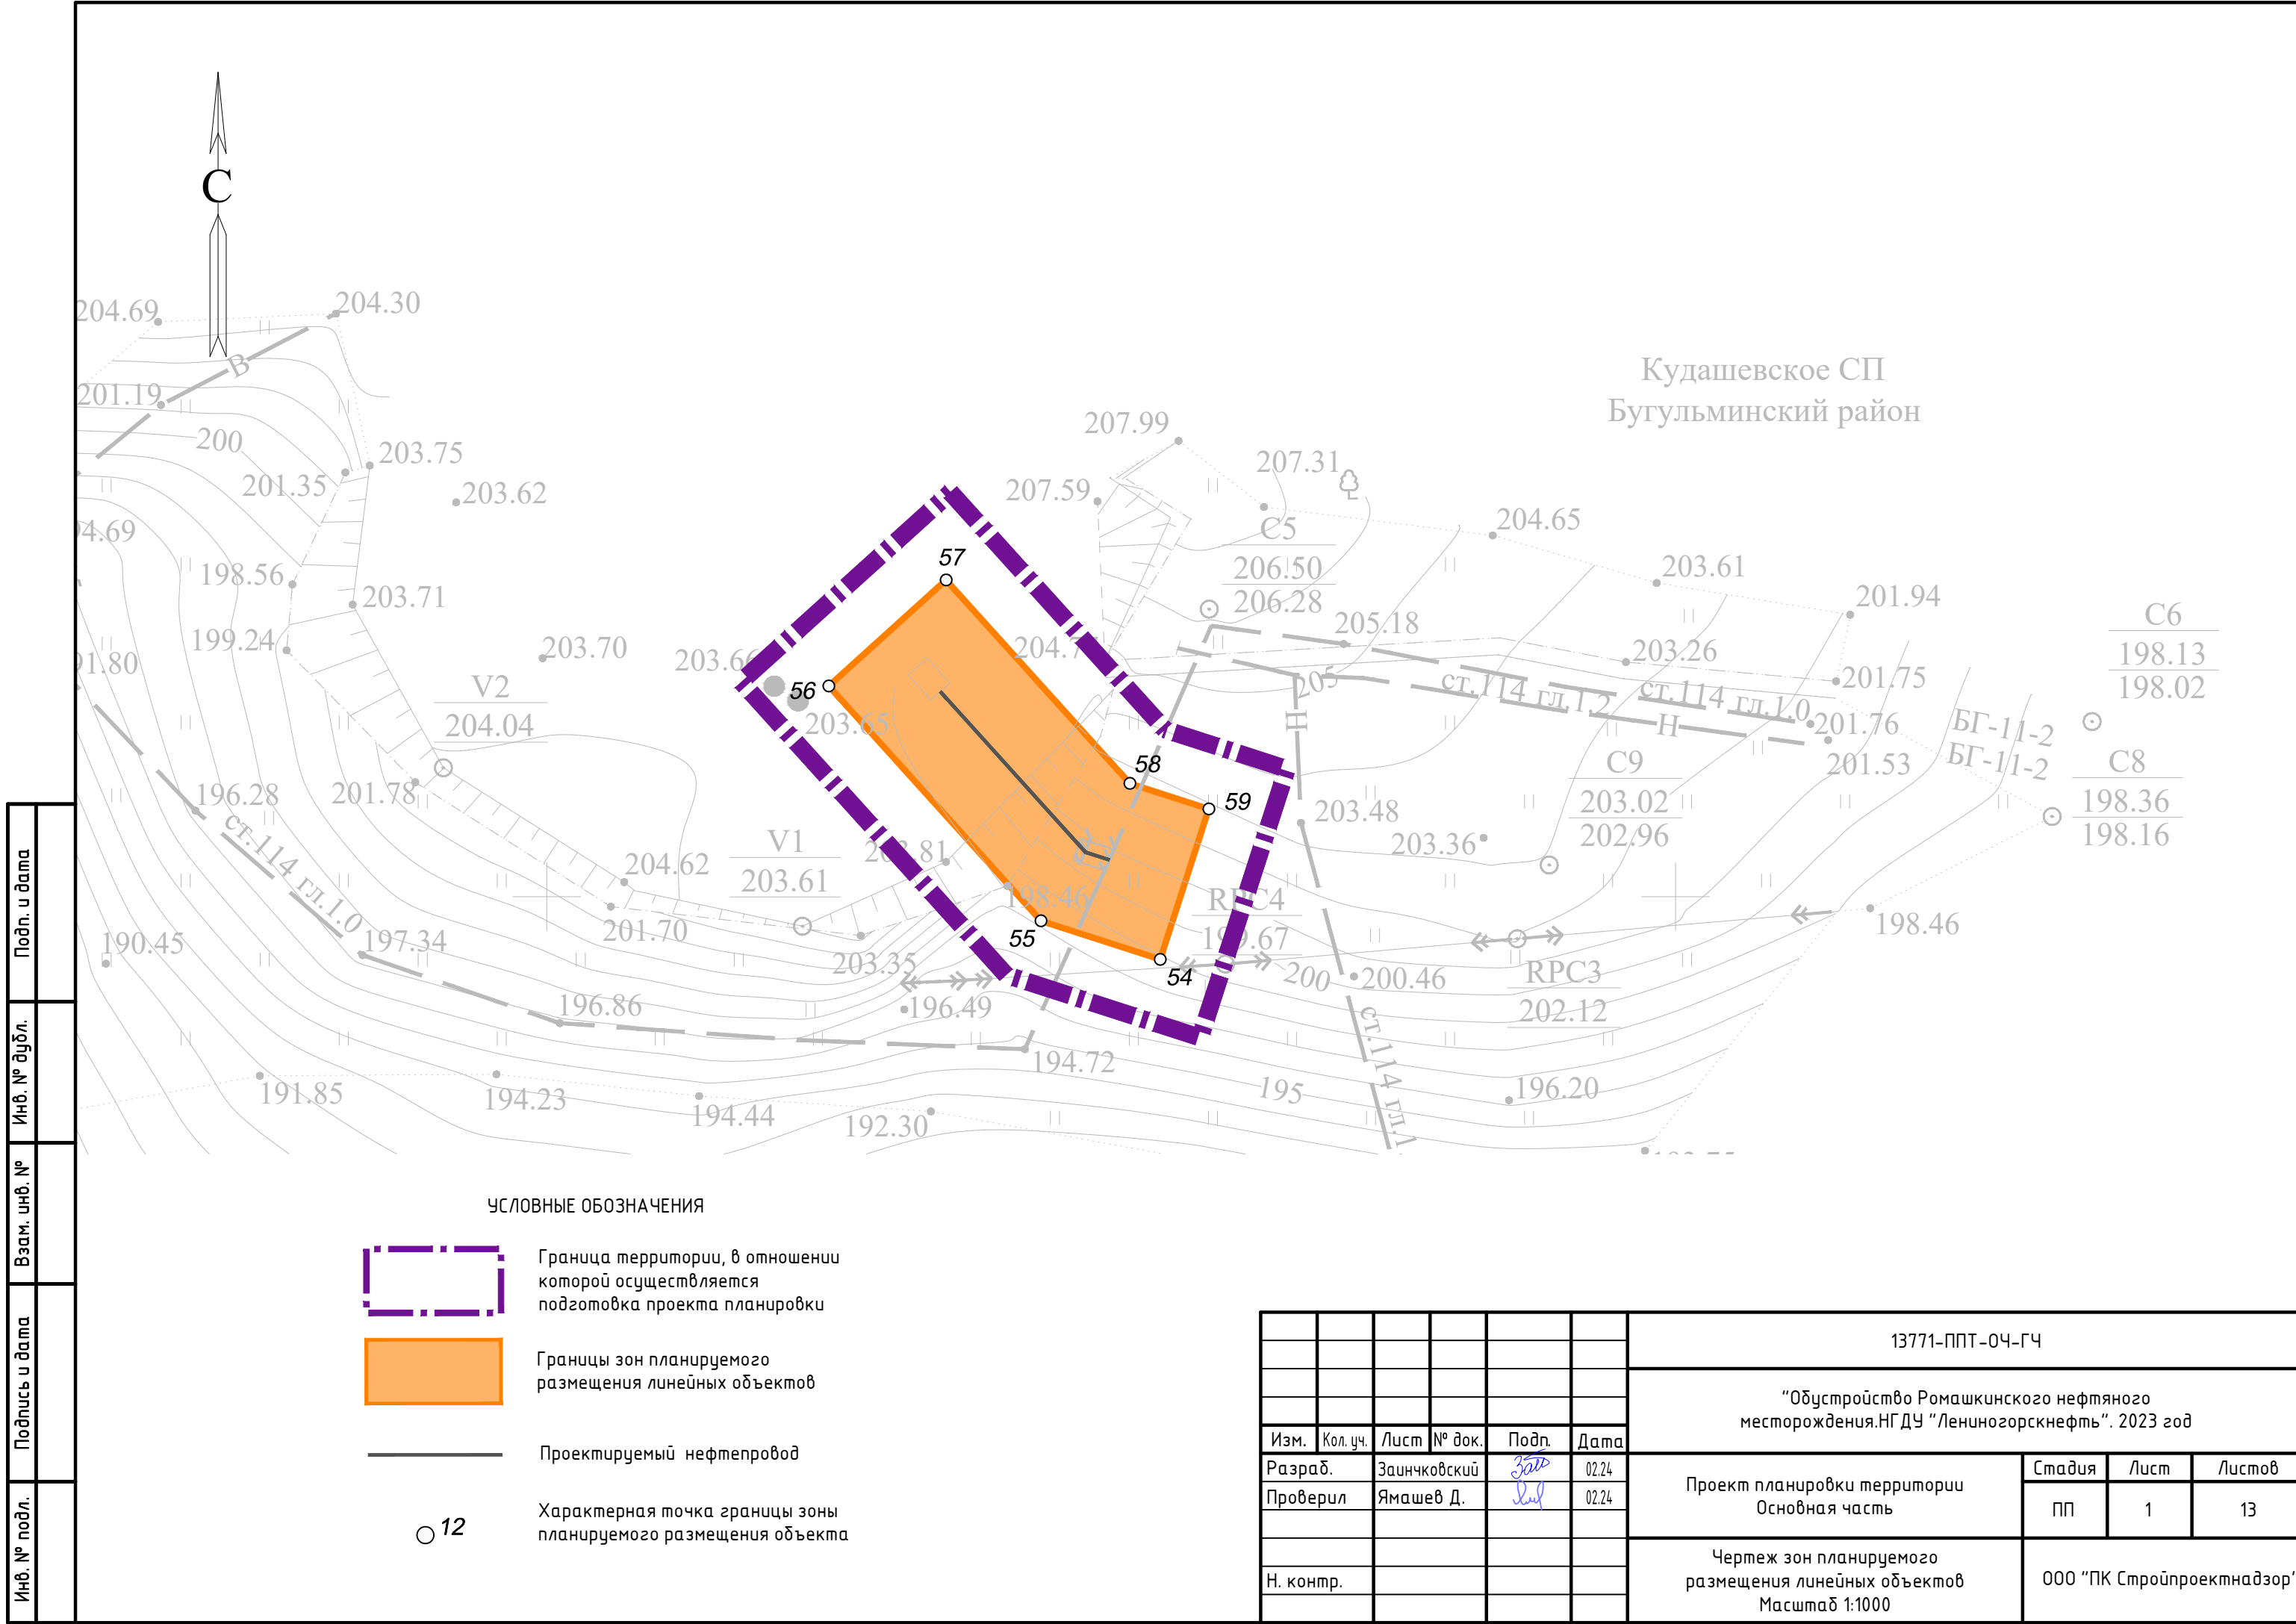 С
204.69
204.30
В
201.19
200
203.75
201.35
203.62
198.56
203.71
199.24
203.70
V2
204.04
201.78
196.28
ст.114 гл.1.0
204.62
V1
203.61
190.45
197.34
201.70
203.35
196.86
196.49
191.85
194.23
194.44
192.30
194.72
Кудашевское СП
Бугульминский район
207.99
207.31
207.59
204.65
С5
206.50
206.28
203.61
201.94
57
205.18
203.26
С6
198.13
198.02
203.66
56
203.65
205
ст.114 гл.1.2
ст.114 гл.1.0
201.75
Н
Н
201.76
БГ-11-2
БГ-11-2
201.53
58
59
С9
203.02
202.96
С8
198.36
198.16
203.48
203.36
203.81
198.46
RPC4
199.67
55
54
198.46
200
200.46
RPC3
202.12
ст.114 гл.1
195
196.20
УСЛОВНЫЕ ОБОЗНАЧЕНИЯ
Граница территории, в отношении
которой осуществляется
подготовка проекта планировки
Границы зон планируемого
размещения линейных объектов
Проектируемый нефтепровод
12
Характерная точка границы зоны
планируемого размещения объекта
Подп. и дата
Инв. № дубл.
Взам. инв. №
Подпись и дата
Инв. № подл.
13771-ППТ-ОЧ-ГЧ
"Обустройство Ромашкинского нефтяного
месторождения.НГДУ "Лениногорскнефть". 2023 год
Изм. Кол. уч. Лист № док. Подп. Дата
Разраб. Заинчковский 02.24
Проверил Ямашев Д. 02.24
Н. контр.
Проект планировки территории
Основная часть
Стадия Лист Листов
ПП 1 13
Чертеж зон планируемого
размещения линейных объектов
Масштаб 1:1000
ООО "ПК Стройпроектнадзор"